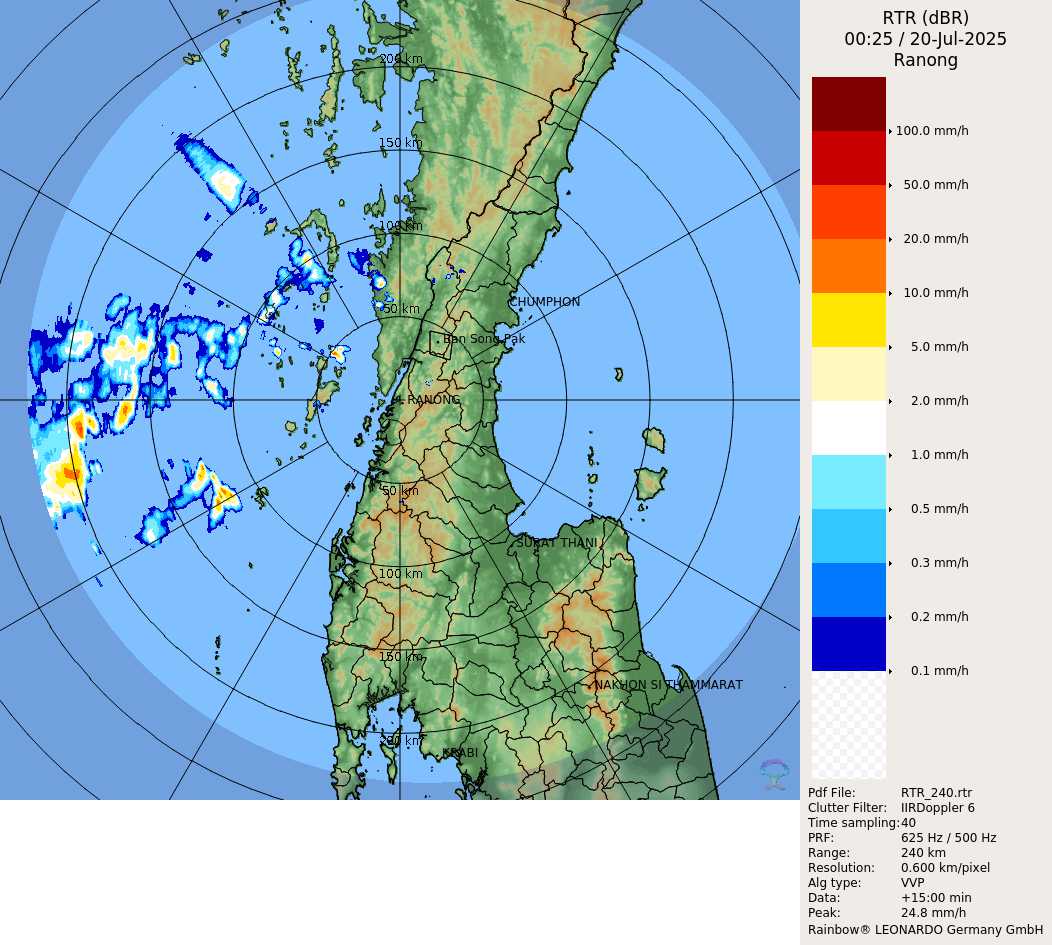 RTR (dBR)
00:25 / 20-Jul-2025
Ranong
200 km
150 km
100 km
50 km
CHUMPHON
Ban Song Pak
RANONG
50 km
SURAT THANI
100 km
150 km
NAKHON SI THAMMARAT
200 km
KRABI
100.0 mm/h
50.0 mm/h
20.0 mm/h
10.0 mm/h
5.0 mm/h
2.0 mm/h
1.0 mm/h
0.5 mm/h
0.3 mm/h
0.2 mm/h
0.1 mm/h
Pdf File: RTR_240.rtr
Clutter Filter: IIRDoppler 6
Time sampling:40
PRF: 625 Hz / 500 Hz
Range: 240 km
Resolution: 0.600 km/pixel
Alg type: VVP
Data: +15:00 min
Peak: 24.8 mm/h
Rainbow® LEONARDO Germany GmbH